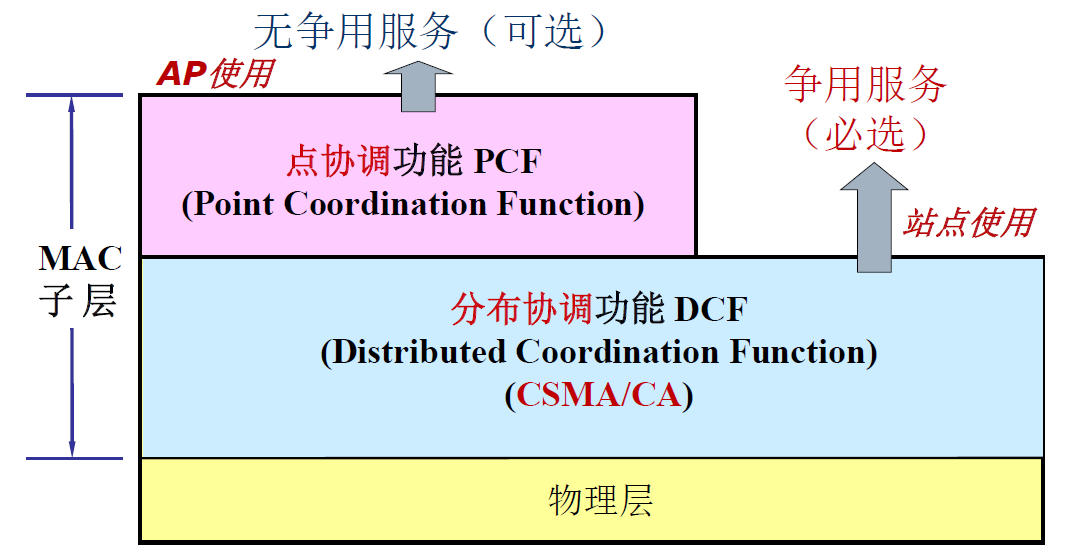 无争用服务（可选）
AP使用
争用服务
（必选）
点协调功能 PCF
(Point Coordination Function)
站点使用
MAC
子 层
分布协调功能 DCF
(Distributed Coordination Function)
(CSMA/CA)
物理层